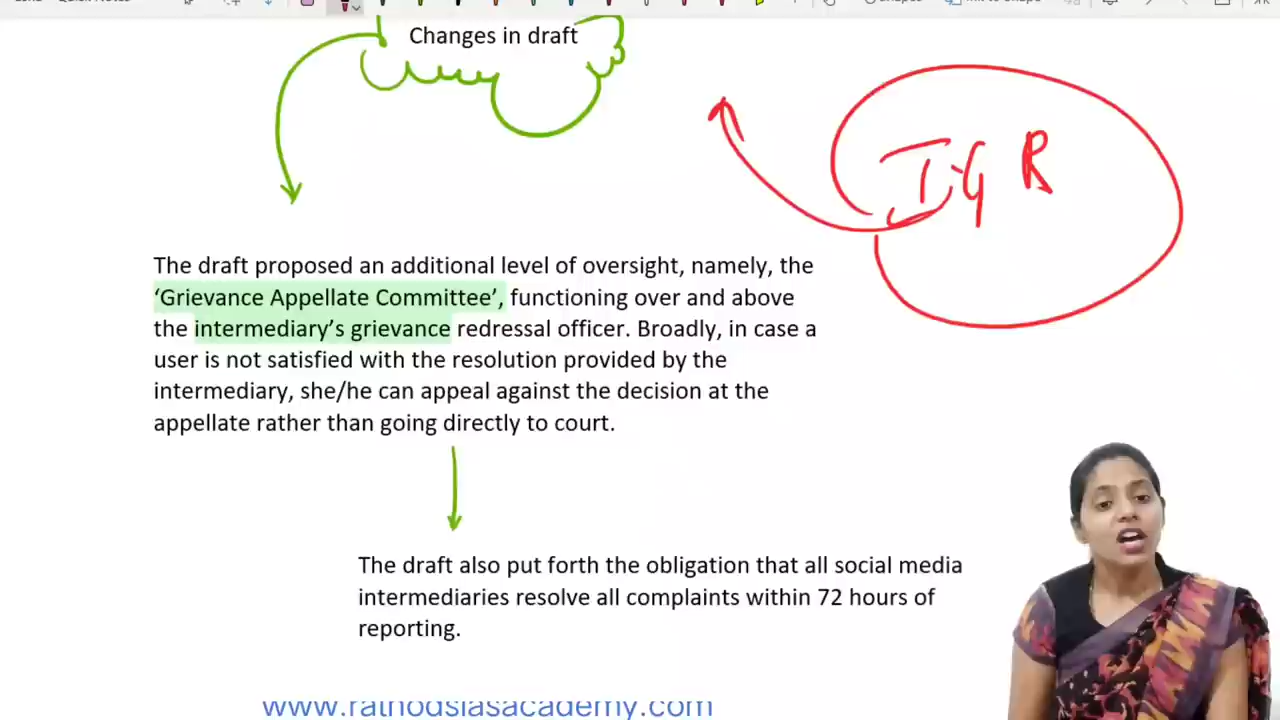 Changes in draft
I G R
The draft proposed an additional level of oversight, namely, the
‘Grievance Appellate Committee’, functioning over and above
the intermediary’s grievance redressal officer. Broadly, in case a
user is not satisfied with the resolution provided by the
intermediary, she/he can appeal against the decision at the
appellate rather than going directly to court.
The draft also put forth the obligation that all social media
intermediaries resolve all complaints within 72 hours of
reporting.
www.rathodsiasacademy.com